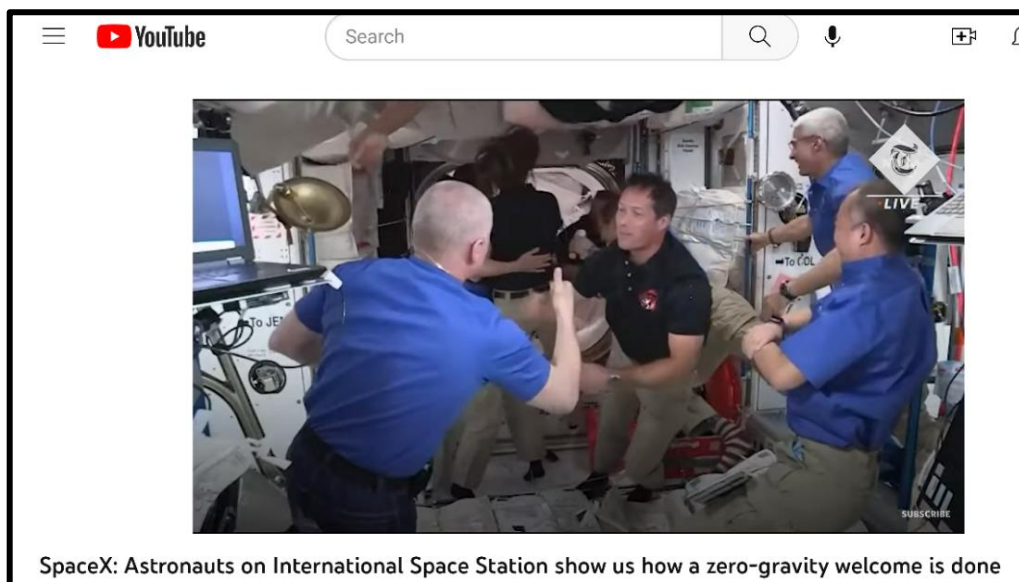 YouTube
Search
LIVE
To COL
To JEM
SUBSCRIBE
SpaceX: Astronauts on International Space Station show us how a zero-gravity welcome is done